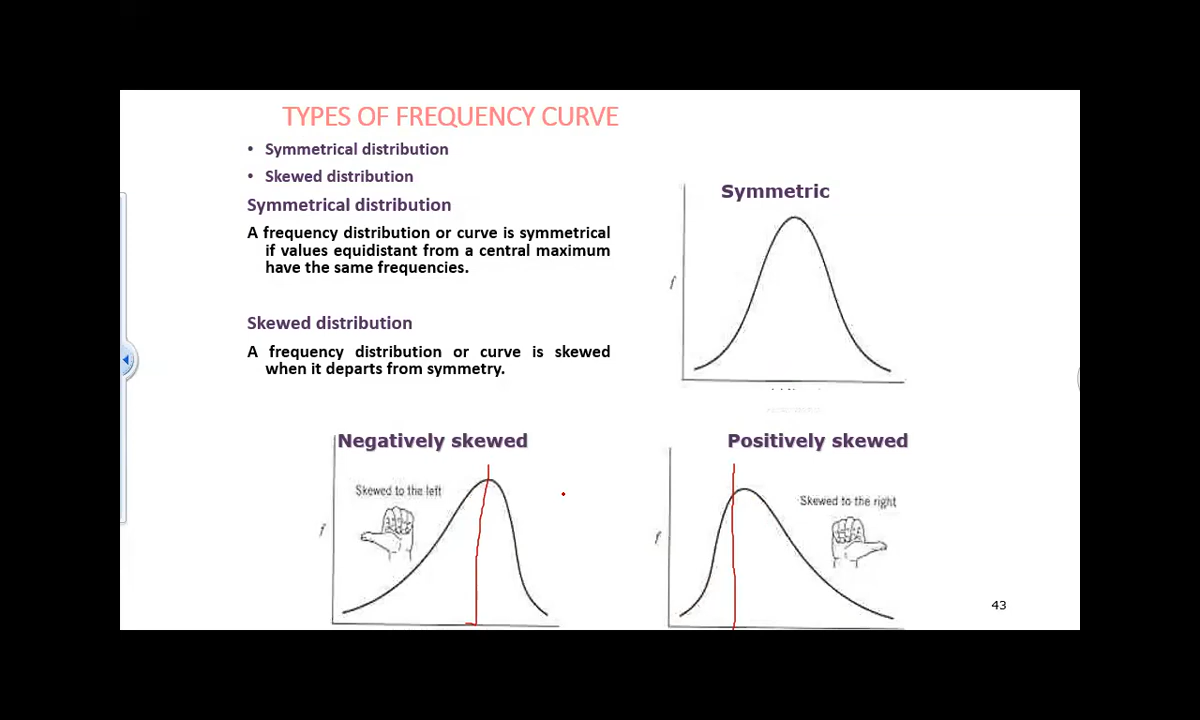 TYPES OF FREQUENCY CURVE
• Symmetrical distribution
• Skewed distribution
Symmetrical distribution
A frequency distribution or curve is symmetrical
if values equidistant from a central maximum
have the same frequencies.
Skewed distribution
A frequency distribution or curve is skewed
when it departs from symmetry.
Symmetric
f
Negatively skewed
Skewed to the left
f
Positively skewed
Skewed to the right
f
43